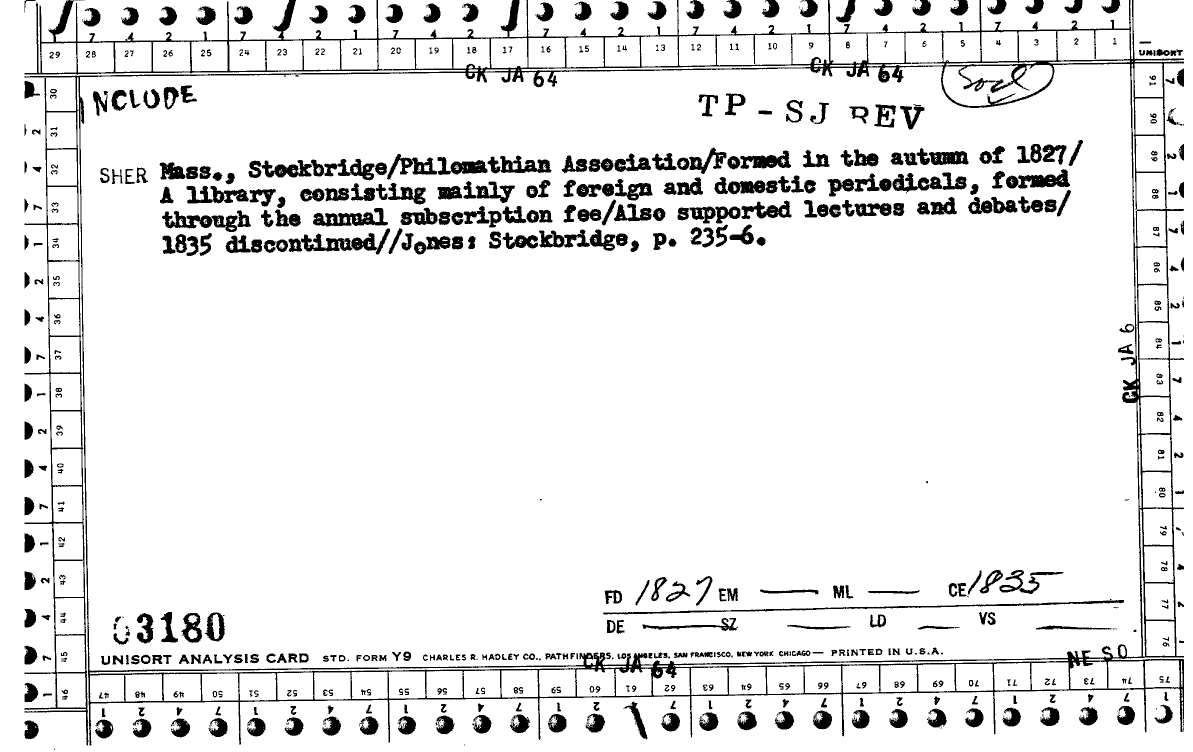 7 4 2 1 7 4 2 1 7 4 2 1 7 4 2 1 7 4 2 1 7 4 2 1 7 4 2 1
29 28 27 26 25 24 23 22 21 20 19 18 17 16 15 14 13 12 11 10 9 8 7 6 5 4 3 2 1
UNISORT
CK JA 64 CK JA 64
NCLUDE
Socl
TP - SJ REV
SHER Mass., Stockbridge/Philomathian Association/Formed in the autumn of 1827/
A library, consisting mainly of foreign and domestic periodicals, formed
through the annual subscription fee/Also supported lectures and debates/
1835 discontinued//Jones: Stockbridge, p. 235-6.
30 31 32 33 34 35 36 37 38 39 40 41 42 43 44 45 46
91 90 89 88 87 86 85 84 83 82 81 80 79 78 77 76
CK JA 6
FD 1827 EM ML CE 1835
DE SZ LD VS
03180
UNISORT ANALYSIS CARD STD. FORM Y9 CHARLES R. HADLEY CO., PATHFINDERS, LOS ANGELES, SAN FRANCISCO, NEW YORK CHICAGO — PRINTED IN U.S.A.
CK JA 64
NE SO
47 48 49 50 51 52 53 54 55 56 57 58 59 60 61 62 63 64 65 66 67 68 69 70 71 72 73 74 75
1 2 4 7 1 2 4 7 1 2 4 7 1 2 7 1 2 4 7 1 2 4 7 1 2 4 7 1